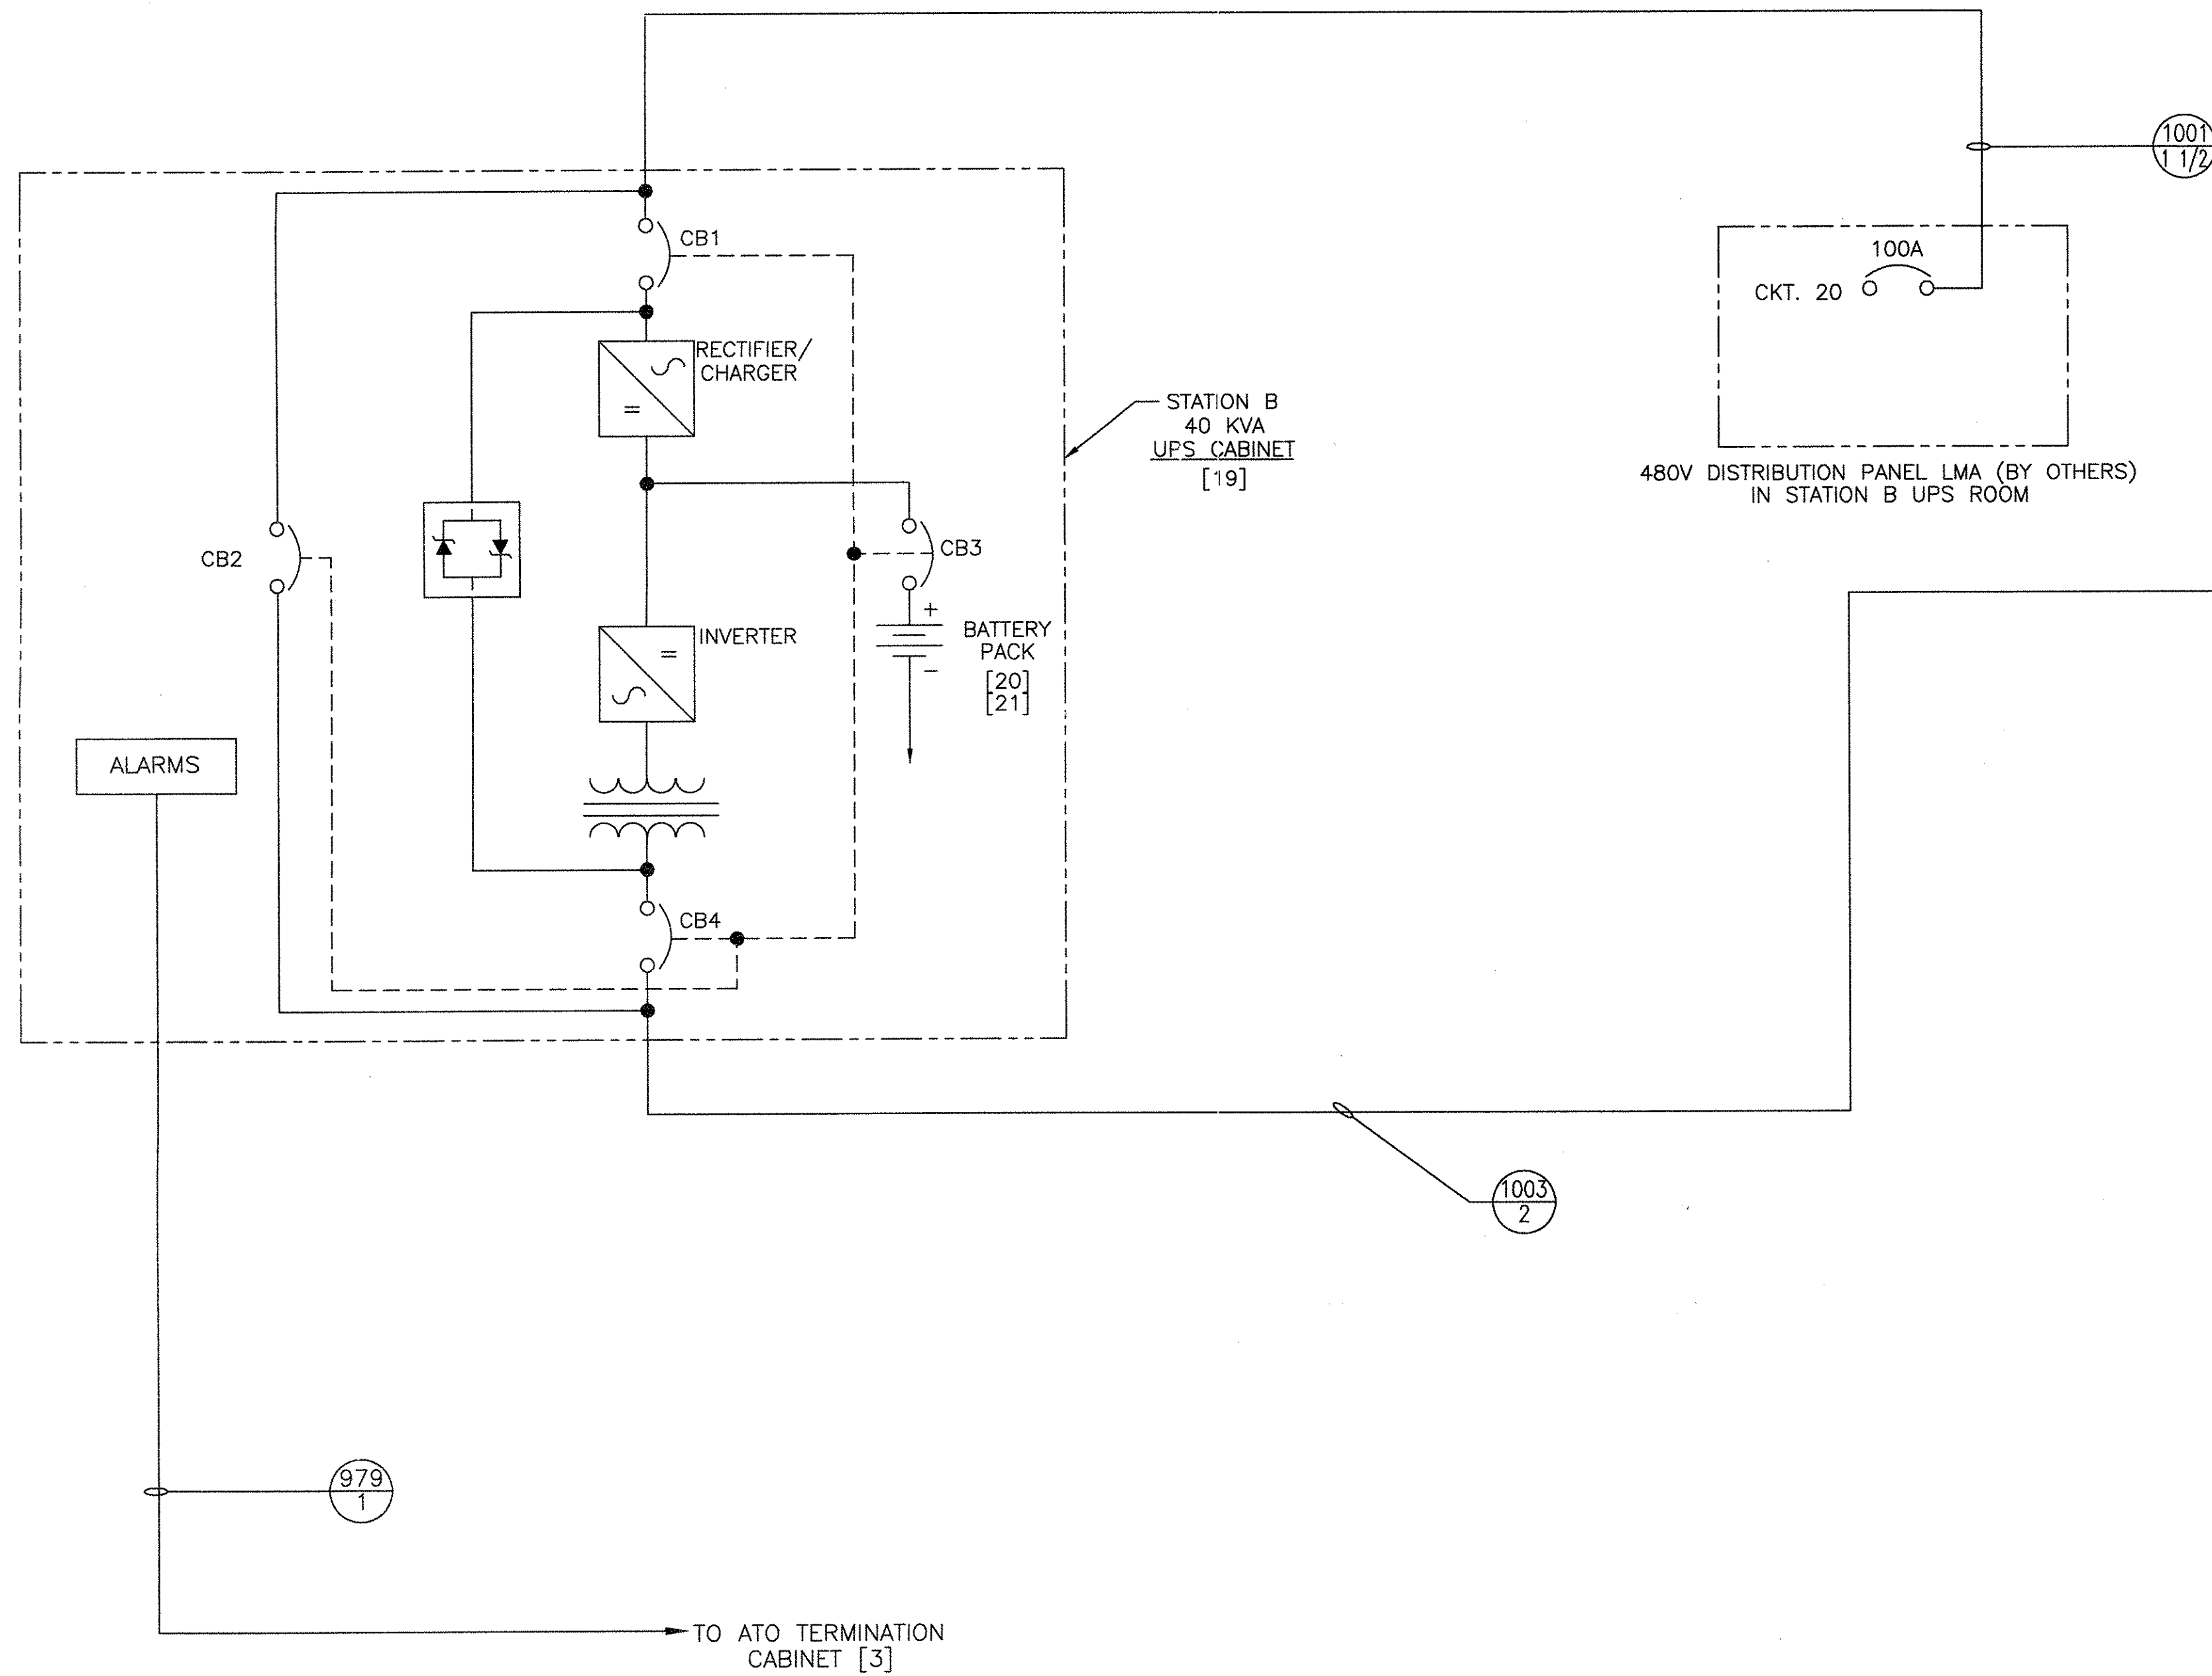 1001
1 1/2
CB1
100A
CKT. 20
RECTIFIER/
CHARGER
STATION B
40 KVA
UPS CABINET
[19]
480V DISTRIBUTION PANEL LMA (BY OTHERS)
IN STATION B UPS ROOM
CB2
CB3
+
BATTERY
PACK
−
[20]
[21]
INVERTER
ALARMS
CB4
1003
2
979
1
TO ATO TERMINATION
CABINET [3]